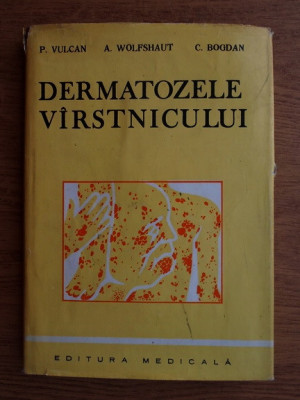 P. VULCAN   A. WOLFSHAUT   C. BOGDAN
DERMATOZELE
VÎRSTNICULUI
EDITURA MEDICALĂ